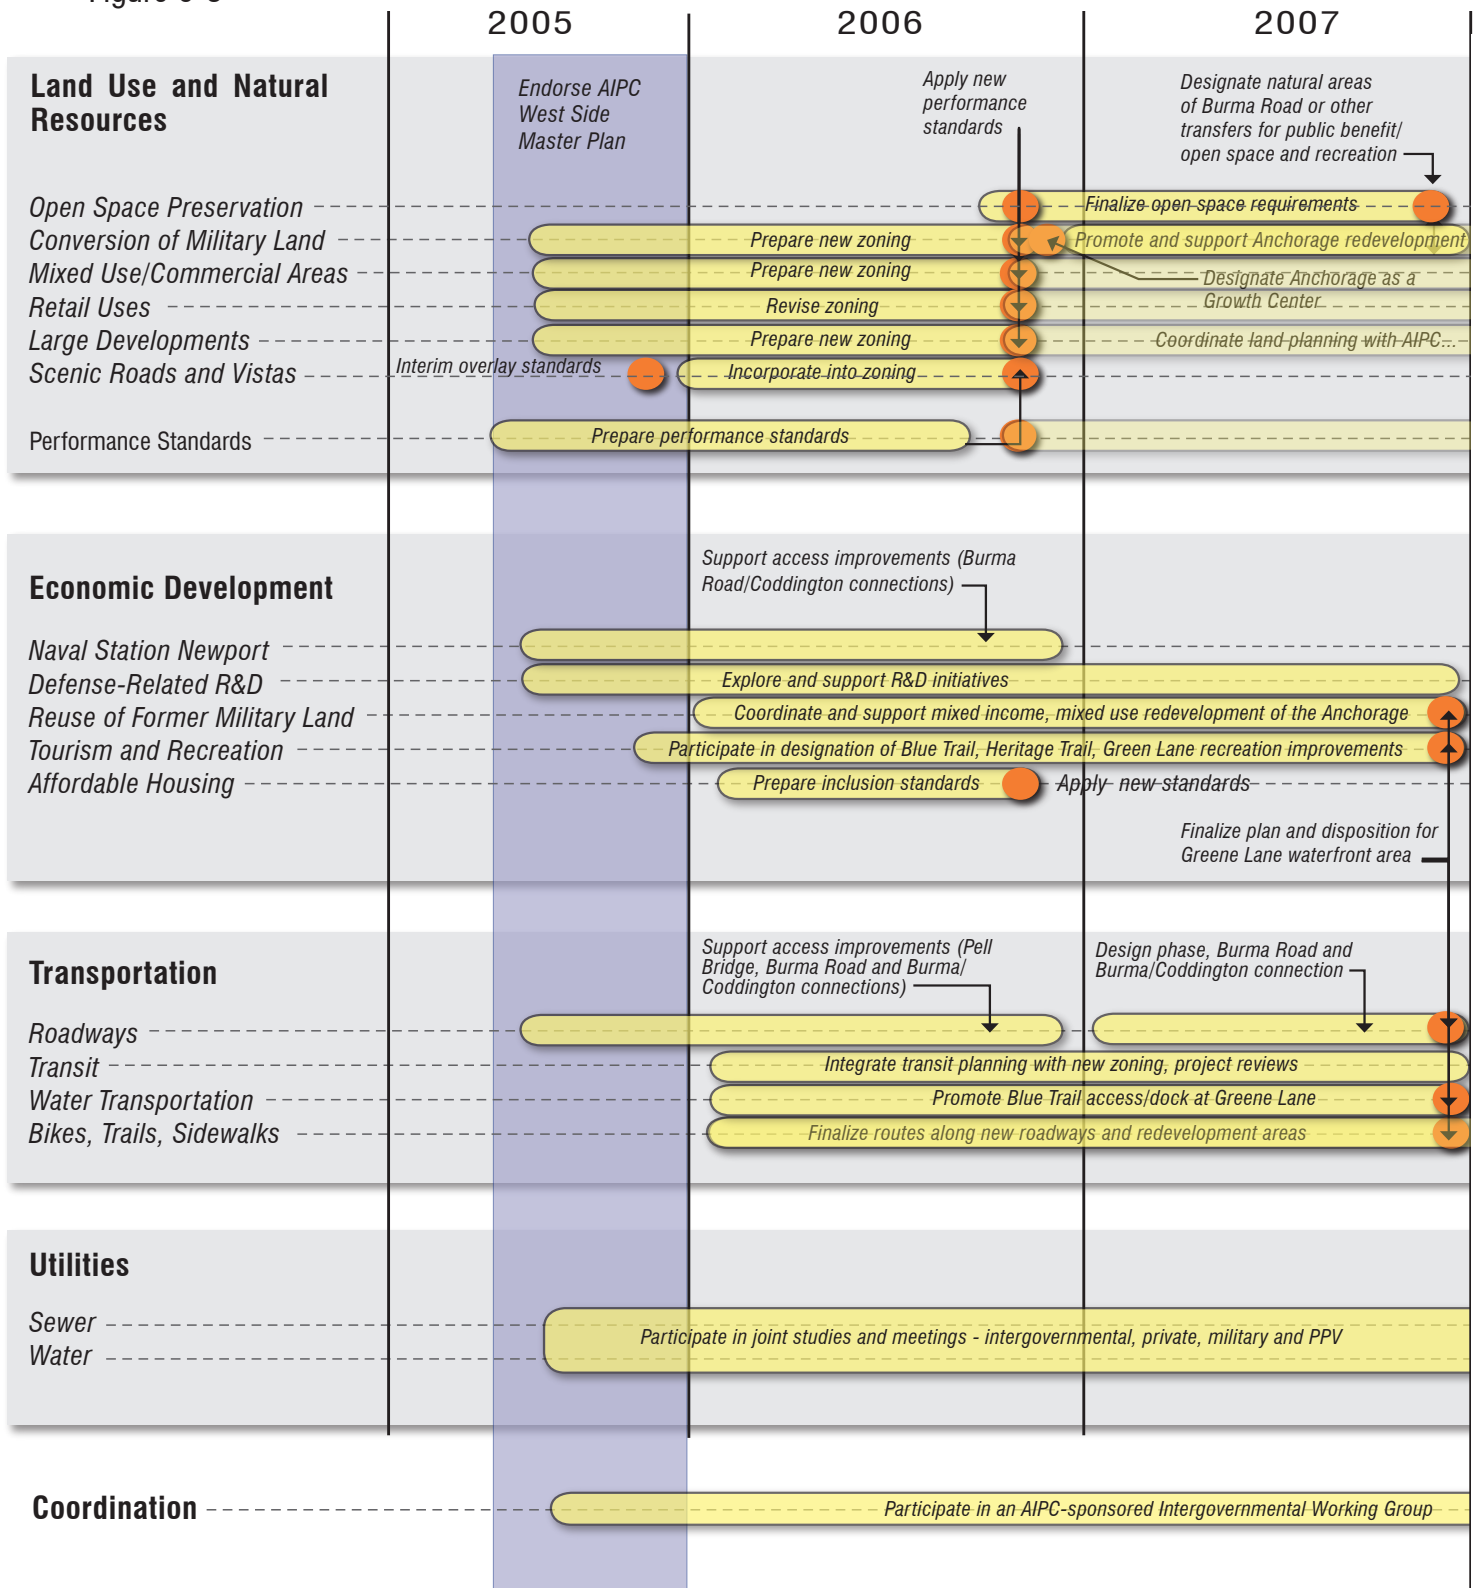 2005 2006 2007
Land Use and Natural
Resources
Endorse AIPC
West Side
Master Plan
Apply new
performance
standards
Designate natural areas
of Burma Road or other
transfers for public benefit/
open space and recreation
Open Space Preservation
Finalize open space requirements
Conversion of Military Land
Prepare new zoning
Promote and support Anchorage redevelopment
Mixed Use/Commercial Areas
Prepare new zoning
Designate Anchorage as a
Growth Center
Retail Uses
Revise zoning
Large Developments
Prepare new zoning
Coordinate land planning with AIPC...
Scenic Roads and Vistas
Interim overlay standards
Incorporate into zoning
Performance Standards
Prepare performance standards
Economic Development
Support access improvements (Burma
Road/Coddington connections)
Naval Station Newport
Defense-Related R&D
Explore and support R&D initiatives
Reuse of Former Military Land
Coordinate and support mixed income, mixed use redevelopment of the Anchorage
Tourism and Recreation
Participate in designation of Blue Trail, Heritage Trail, Green Lane recreation improvements
Affordable Housing
Prepare inclusion standards
Apply new standards
Finalize plan and disposition for
Greene Lane waterfront area
Transportation
Support access improvements (Pell
Bridge, Burma Road and Burma/
Coddington connections)
Design phase, Burma Road and
Burma/Coddington connection
Roadways
Transit
Integrate transit planning with new zoning, project reviews
Water Transportation
Promote Blue Trail access/dock at Greene Lane
Bikes, Trails, Sidewalks
Finalize routes along new roadways and redevelopment areas
Utilities
Sewer
Water
Participate in joint studies and meetings - intergovernmental, private, military and PPV
Coordination
Participate in an AIPC-sponsored Intergovernmental Working Group